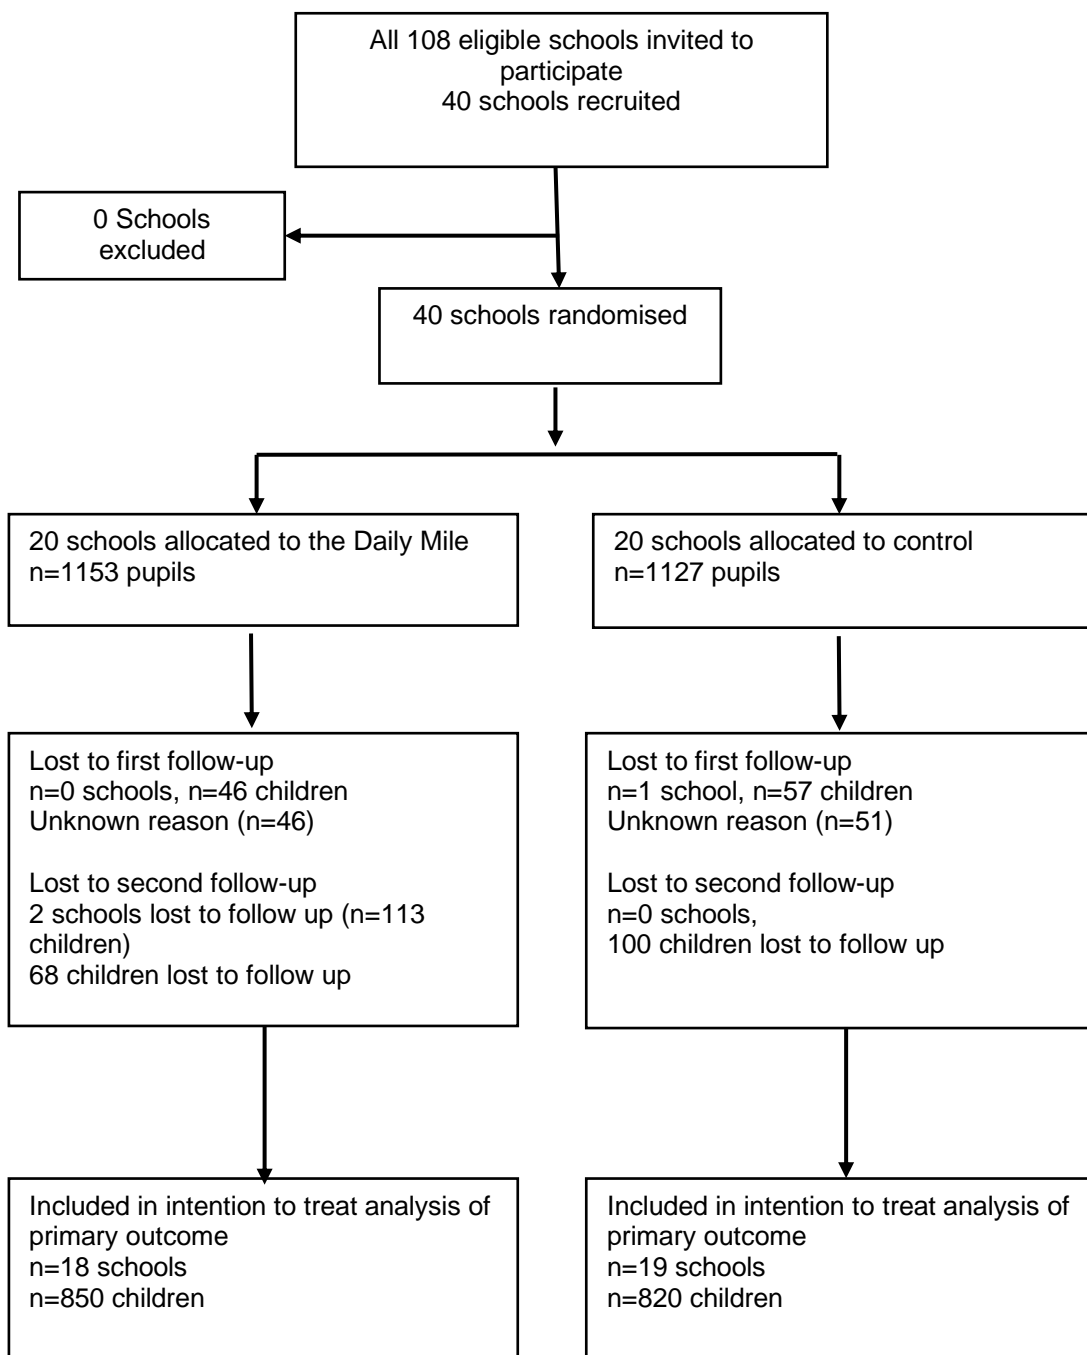 All 108 eligible schools invited to
participate
40 schools recruited
0 Schools
excluded
40 schools randomised
20 schools allocated to the Daily Mile
n=1153 pupils
20 schools allocated to control
n=1127 pupils
Lost to first follow-up
n=0 schools, n=46 children
Unknown reason (n=46)
Lost to second follow-up
2 schools lost to follow up (n=113
children)
68 children lost to follow up
Lost to first follow-up
n=1 school, n=57 children
Unknown reason (n=51)
Lost to second follow-up
n=0 schools,
100 children lost to follow up
Included in intention to treat analysis of
primary outcome
n=18 schools
n=850 children
Included in intention to treat analysis of
primary outcome
n=19 schools
n=820 children